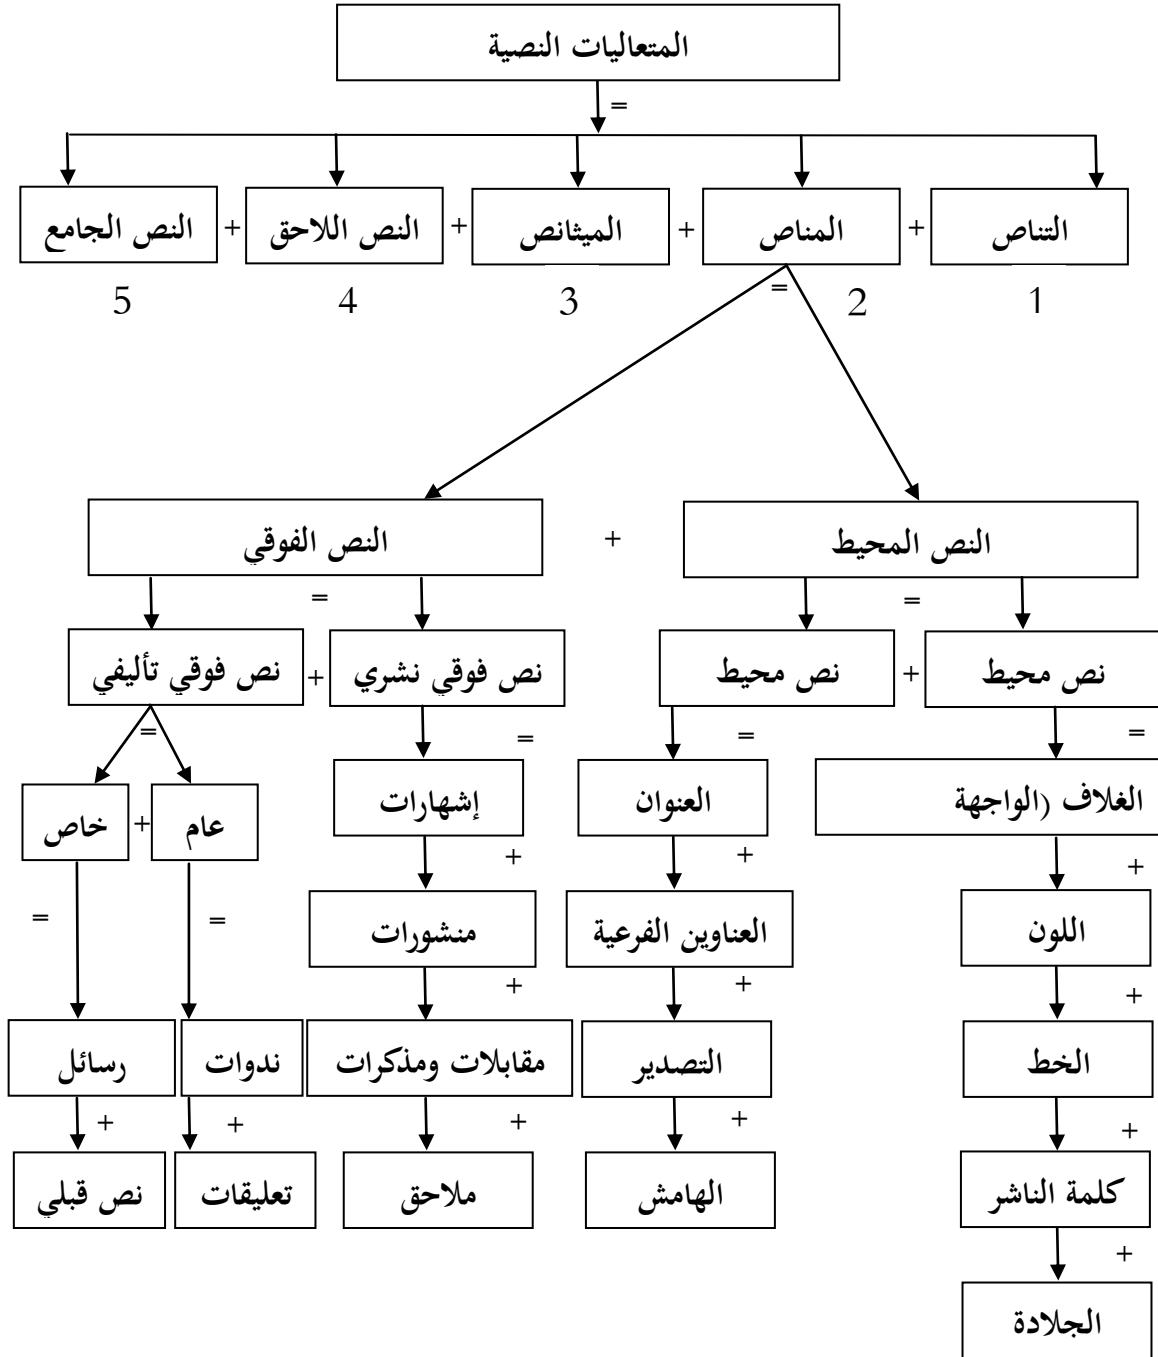 المتعاليات النصية
=
التناص + المناص + الميثانص + النص اللاحق + النص الجامع
1 2 3 4 5
=
النص المحيط + النص الفوقي
= =
نص محيط + نص محيط نص فوقي نشري + نص فوقي تأليفي
= = = =
الغلاف (الواجهة العنوان إشهارات عام + خاص
+ + +
اللون العناوين الفرعية منشورات = =
+ + +
الخط التصدير مقابلات ومذكرات ندوات رسائل
+ + + + +
كلمة الناشر الهامش ملاحق تعليقات نص قبلي
+
الجلادة